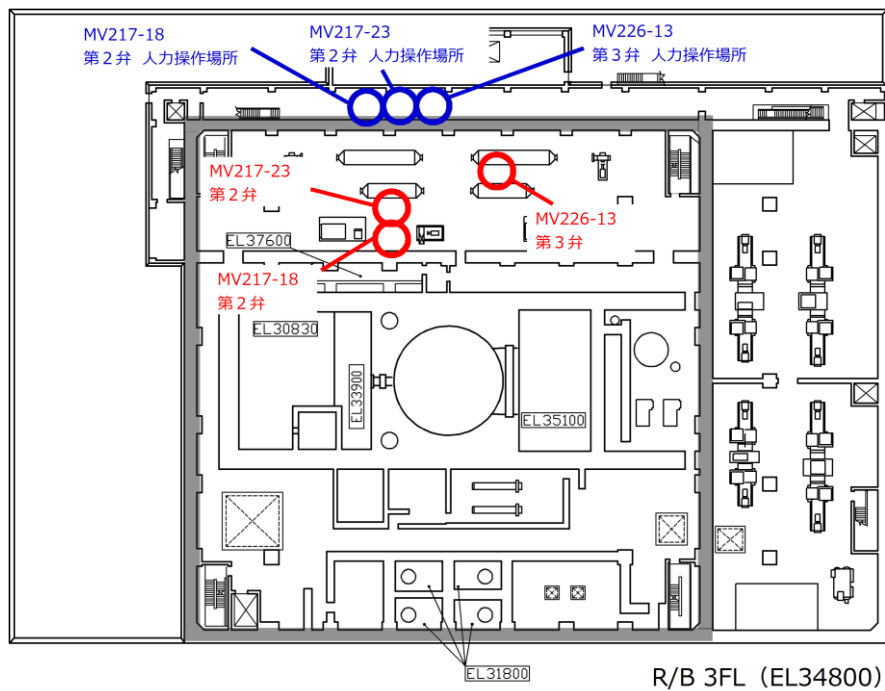 MV217-18
第２弁 人力操作場所
MV217-23
第２弁 人力操作場所
MV226-13
第３弁 人力操作場所
MV217-23
第２弁
MV226-13
第３弁
EL37600
MV217-18
第２弁
EL30830
EL33900
EL35100
EL31800
R/B 3FL（EL34800）